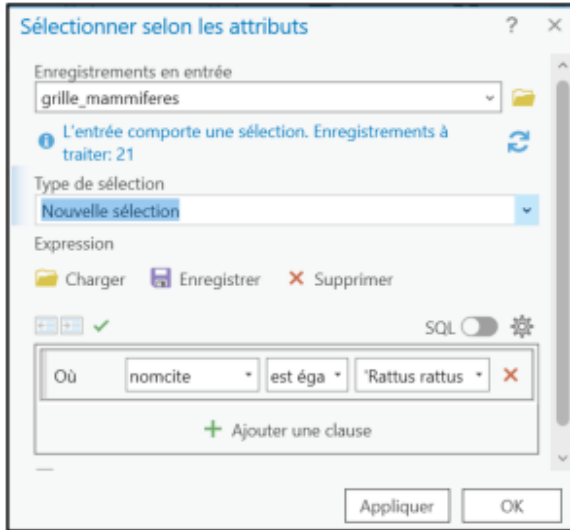 Sélectionner selon les attributs ? ×
Enregistrements en entrée
grille_mammiferes
L'entrée comporte une sélection. Enregistrements à
traiter: 21
Type de sélection
Nouvelle sélection
Expression
Charger Enregistrer × Supprimer
SQL
Où nomcite est éga 'Rattus rattus ×
+ Ajouter une clause
Appliquer OK